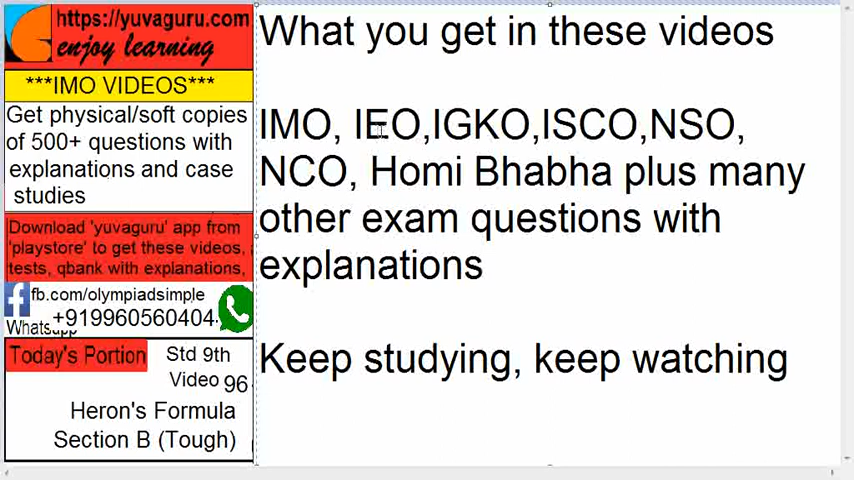 https://yuvaguru.com
enjoy learning
***IMO VIDEOS***
Get physical/soft copies
of 500+ questions with
explanations and case
studies
Download 'yuvaguru' app from
'playstore' to get these videos,
tests, qbank with explanations,
fb.com/olympiadsimple
+919960560404
Whatsapp
Today's Portion Std 9th
Video 96
Heron's Formula
Section B (Tough)
What you get in these videos
IMO, IEO,IGKO,ISCO,NSO,
NCO, Homi Bhabha plus many
other exam questions with
explanations
Keep studying, keep watching